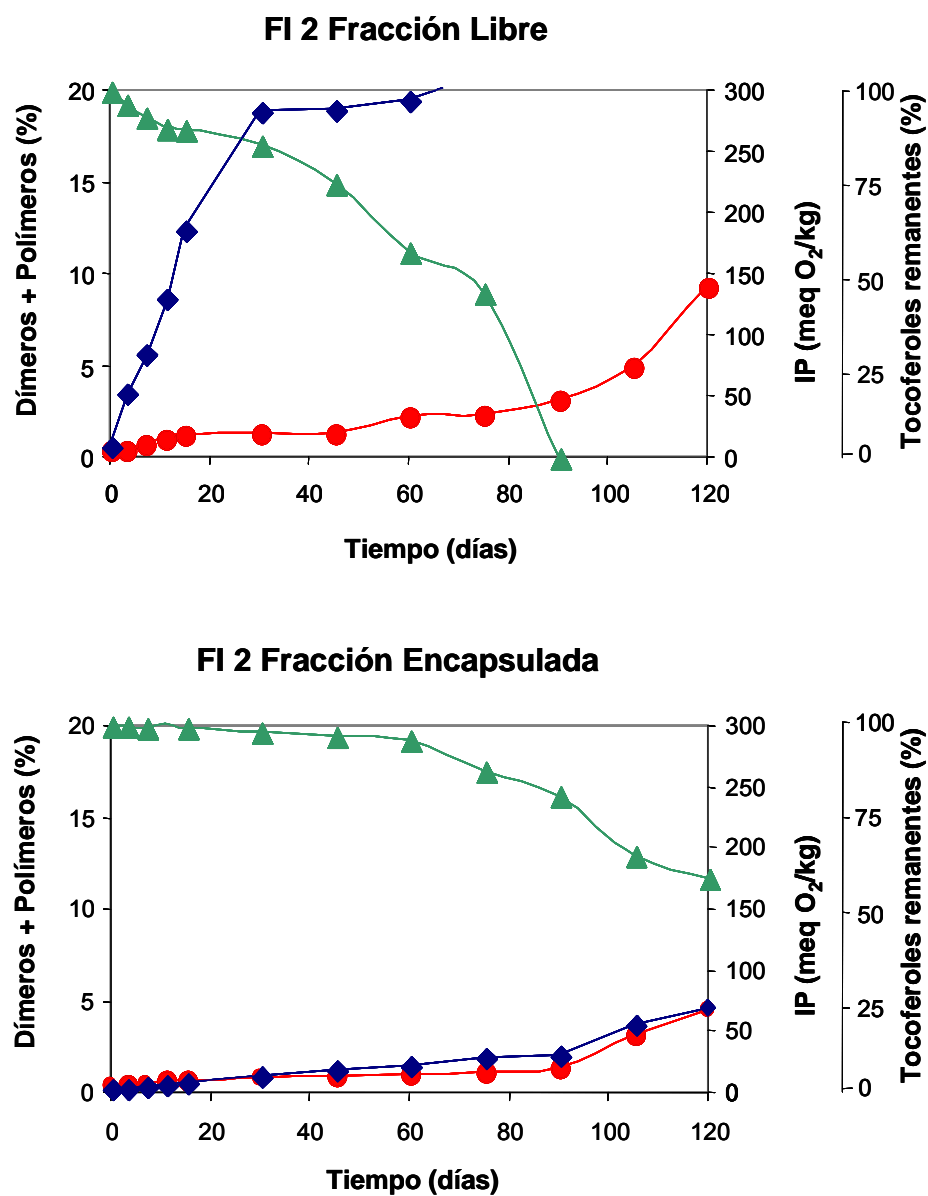 FI 2 Fracción Libre
Dímeros + Polímeros (%)
20
15
10
5
0
0 20 40 60 80 100 120
Tiempo (días)
300
250
200
150
100
50
0
IP (meq O₂/kg)
100
75
50
25
0
Tocoferoles remanentes (%)
FI 2 Fracción Encapsulada
Dímeros + Polímeros (%)
20
15
10
5
0
0 20 40 60 80 100 120
Tiempo (días)
300
250
200
150
100
50
0
IP (meq O₂/kg)
100
75
50
25
0
Tocoferoles remanentes (%)